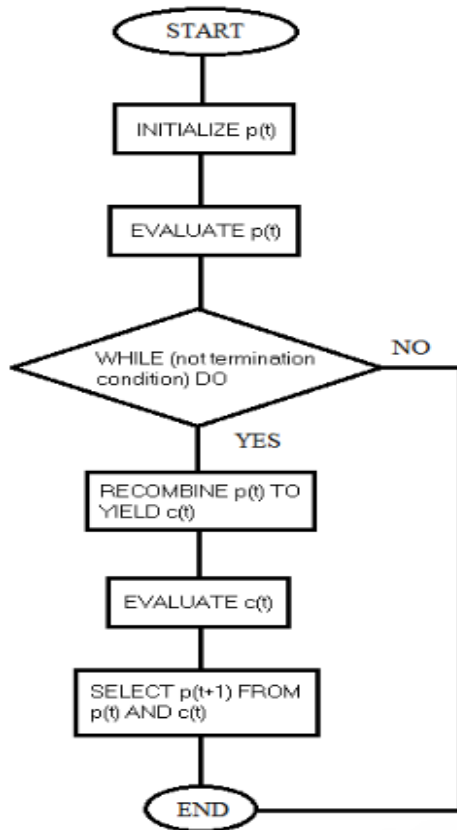 START
INITIALIZE p(t)
EVALUATE p(t)
WHILE (not termination
condition) DO
NO
YES
RECOMBINE p(t) TO
YIELD c(t)
EVALUATE c(t)
SELECT p(t+1) FROM
p(t) AND c(t)
END